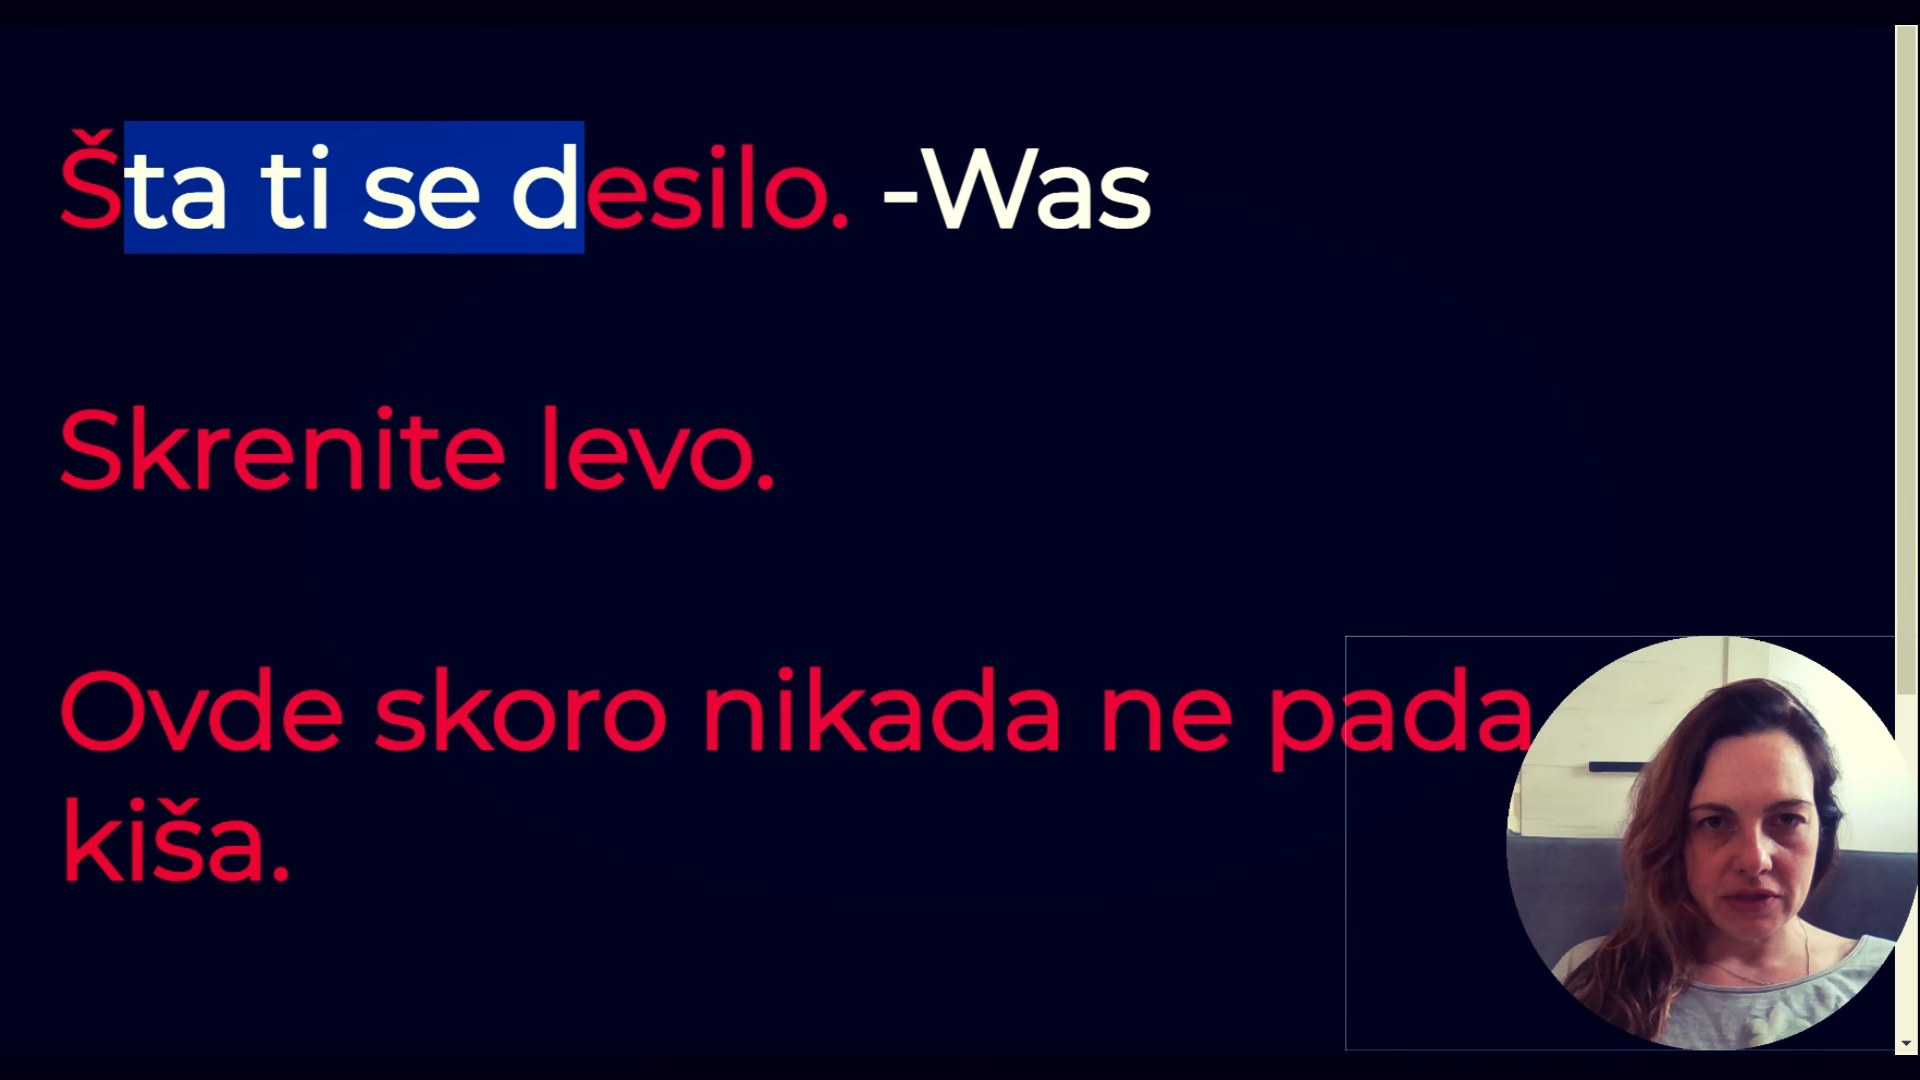 Šta ti se desilo. -Was
Skrenite levo.
Ovde skoro nikada ne pada
kiša.